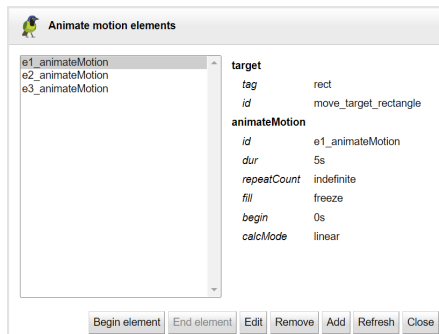 Animate motion elements
e1_animateMotion
e2_animateMotion
e3_animateMotion
target
tag rect
id move_target_rectangle
animateMotion
id e1_animateMotion
dur 5s
repeatCount indefinite
fill freeze
begin 0s
calcMode linear
Begin element End element Edit Remove Add Refresh Close